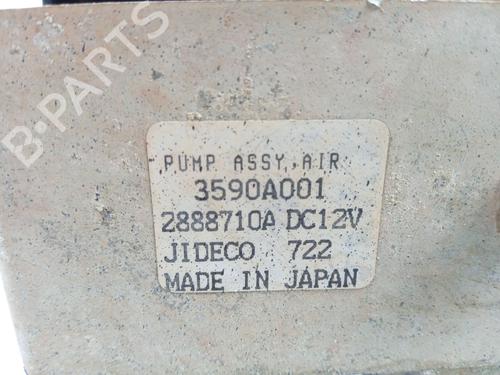 B-PARTS
PUMP ASSY, AIR
3590A001
2888710A DC12V
JIDECO 722
MADE IN JAPAN